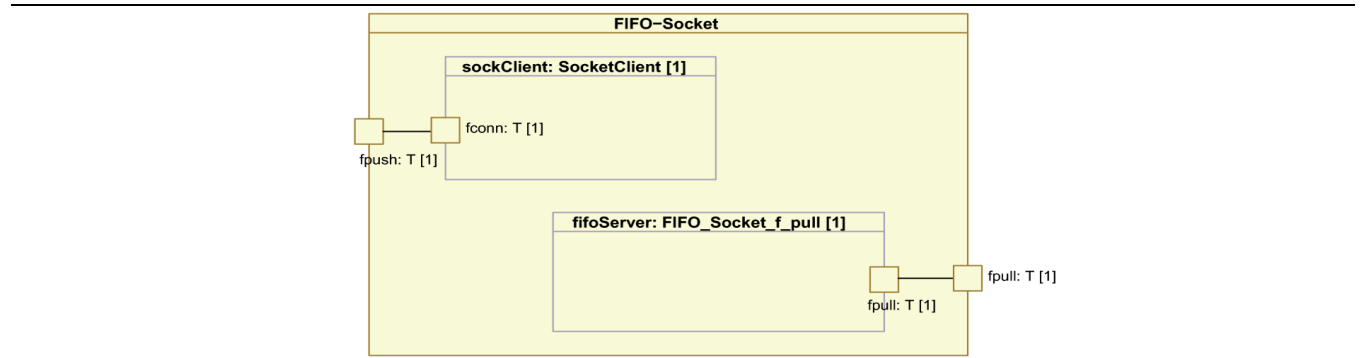 FIFO−Socket
sockClient: SocketClient [1]
fconn: T [1]
fpush: T [1]
fifoServer: FIFO_Socket_f_pull [1]
fpull: T [1]
fpull: T [1]